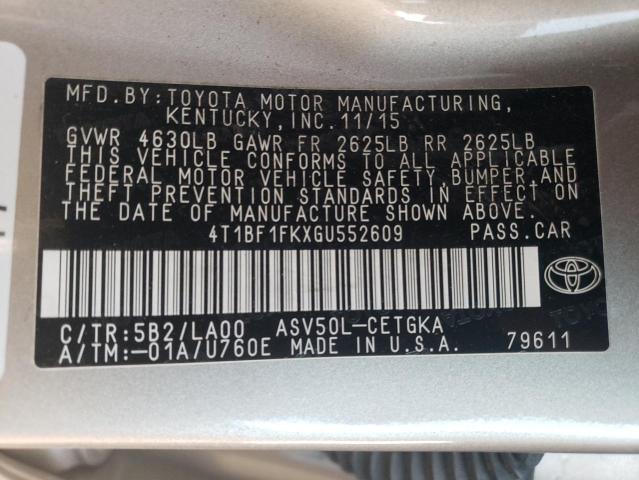 MFD.BY:TOYOTA MOTOR MANUFACTURING,
KENTUCKY, INC.11/15
GVWR 4630LB GAWR FR 2625LB RR 2625LB
THIS VEHICLE CONFORMS TO ALL APPLICABLE
FEDERAL MOTOR VEHICLE SAFETY,BUMPER,AND
THEFT PREVENTION STANDARDS IN EFFECT ON
THE DATE OF MANUFACTURE SHOWN ABOVE.
4T1BF1FKXGU552609 PASS.CAR
C/TR:5B2/LA00 ASV50L-CETGKA
A/TM:-01A/U760E MADE IN U.S.A. 79611